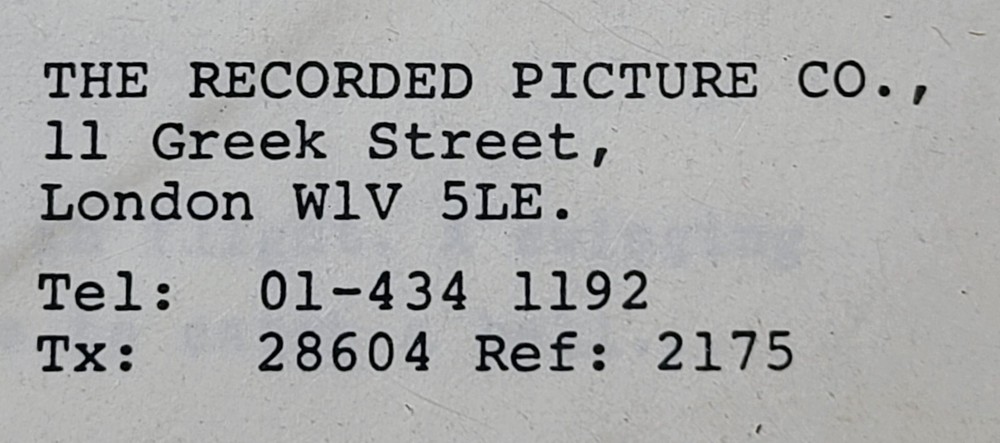 THE RECORDED PICTURE CO.,
11 Greek Street,
London W1V 5LE.
Tel: 01-434 1192
Tx: 28604 Ref: 2175